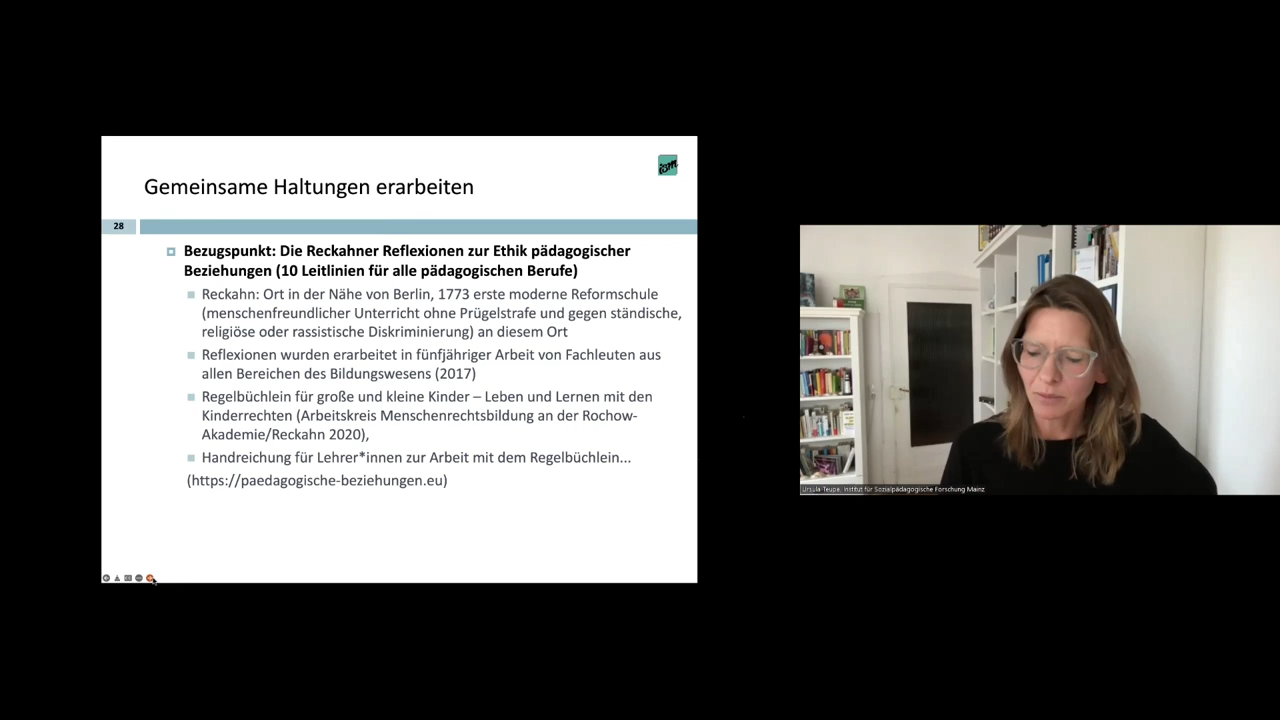 ism
Gemeinsame Haltungen erarbeiten
28
Bezugspunkt: Die Reckahner Reflexionen zur Ethik pädagogischer
Beziehungen (10 Leitlinien für alle pädagogischen Berufe)
Reckahn: Ort in der Nähe von Berlin, 1773 erste moderne Reformschule
(menschenfreundlicher Unterricht ohne Prügelstrafe und gegen ständische,
religiöse oder rassistische Diskriminierung) an diesem Ort
Reflexionen wurden erarbeitet in fünfjähriger Arbeit von Fachleuten aus
allen Bereichen des Bildungswesens (2017)
Regelbüchlein für große und kleine Kinder – Leben und Lernen mit den
Kinderrechten (Arbeitskreis Menschenrechtsbildung an der Rochow-
Akademie/Reckahn 2020),
Handreichung für Lehrer*innen zur Arbeit mit dem Regelbüchlein...
(https://paedagogische-beziehungen.eu)
Ursula Teupe, Institut für Sozialpädagogische Forschung Mainz